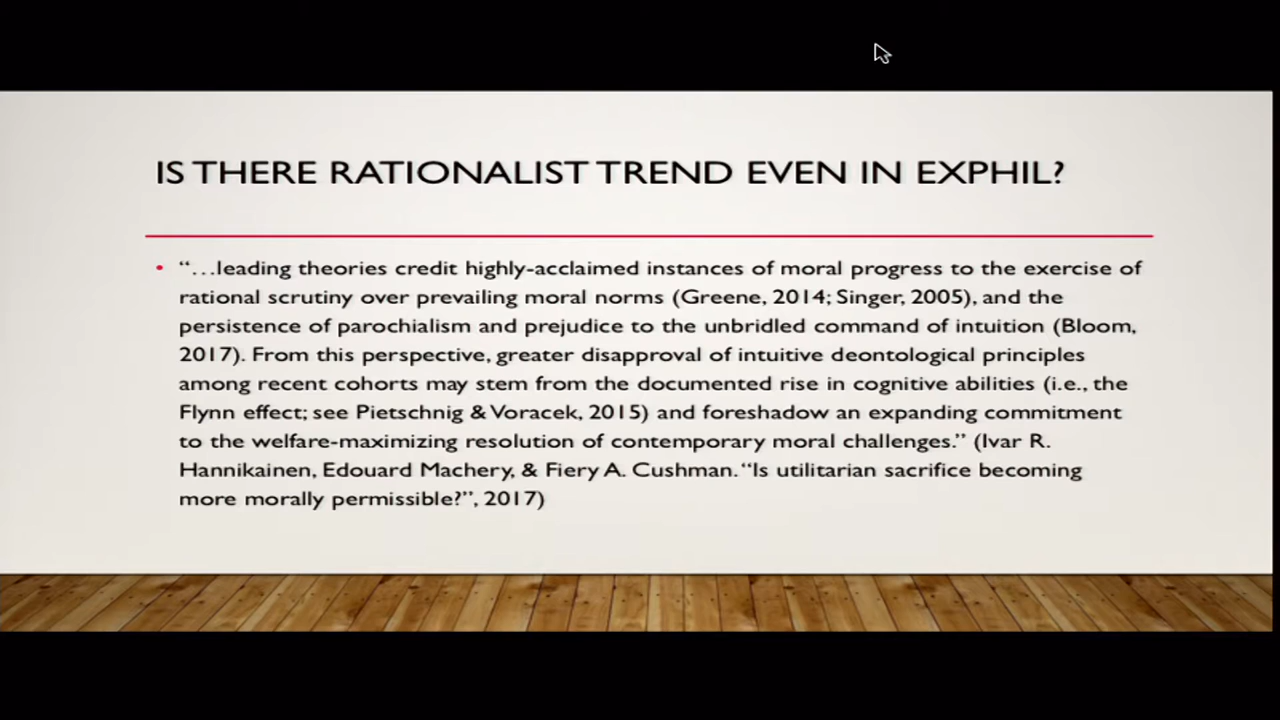 IS THERE RATIONALIST TREND EVEN IN EXPHIL?
• “…leading theories credit highly-acclaimed instances of moral progress to the exercise of
rational scrutiny over prevailing moral norms (Greene, 2014; Singer, 2005), and the
persistence of parochialism and prejudice to the unbridled command of intuition (Bloom,
2017). From this perspective, greater disapproval of intuitive deontological principles
among recent cohorts may stem from the documented rise in cognitive abilities (i.e., the
Flynn effect; see Pietschnig & Voracek, 2015) and foreshadow an expanding commitment
to the welfare-maximizing resolution of contemporary moral challenges.” (Ivar R.
Hannikainen, Edouard Machery, & Fiery A. Cushman. “Is utilitarian sacrifice becoming
more morally permissible?”, 2017)